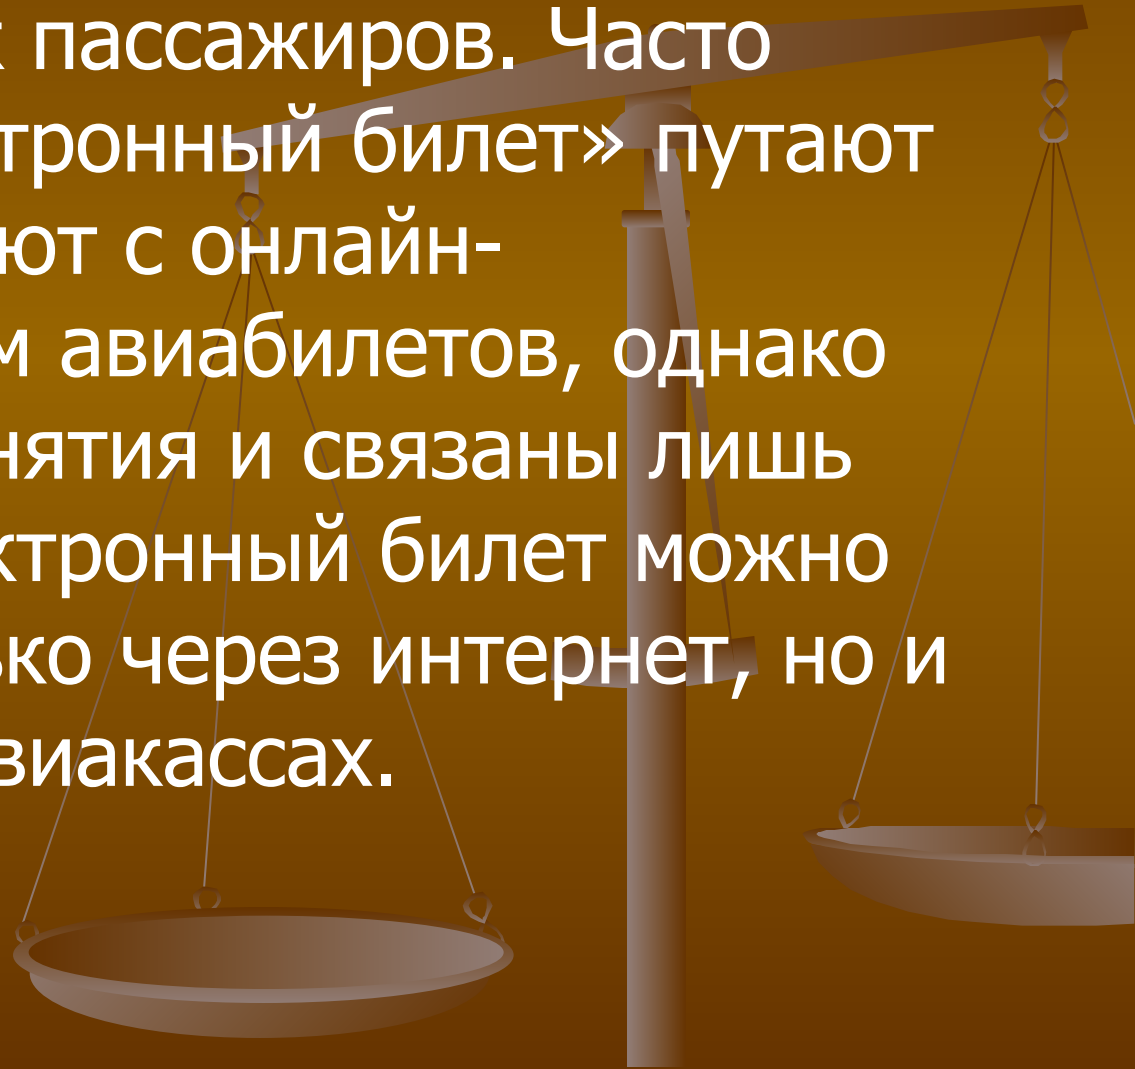 пассажиров. Часто
тронный билет» путают
ют с онлайн-
м авиабилетов, однако
нятия и связаны лишь
ктронный билет можно
ько через интернет, но и
виакассах.